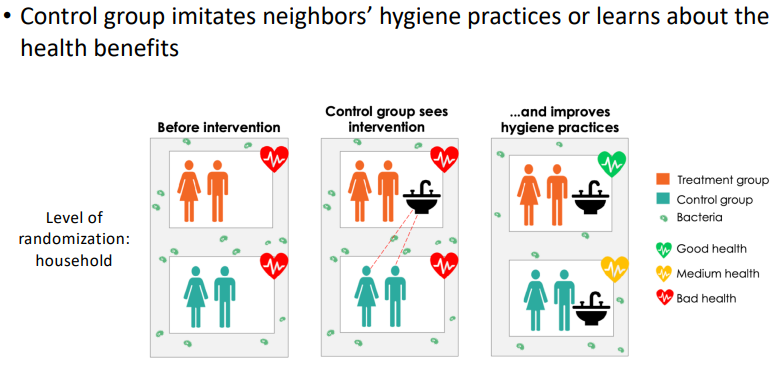 • Control group imitates neighbors’ hygiene practices or learns about the
health benefits
Before intervention
Control group sees
intervention
...and improves
hygiene practices
Level of
randomization:
household
Treatment group
Control group
Bacteria
Good health
Medium health
Bad health